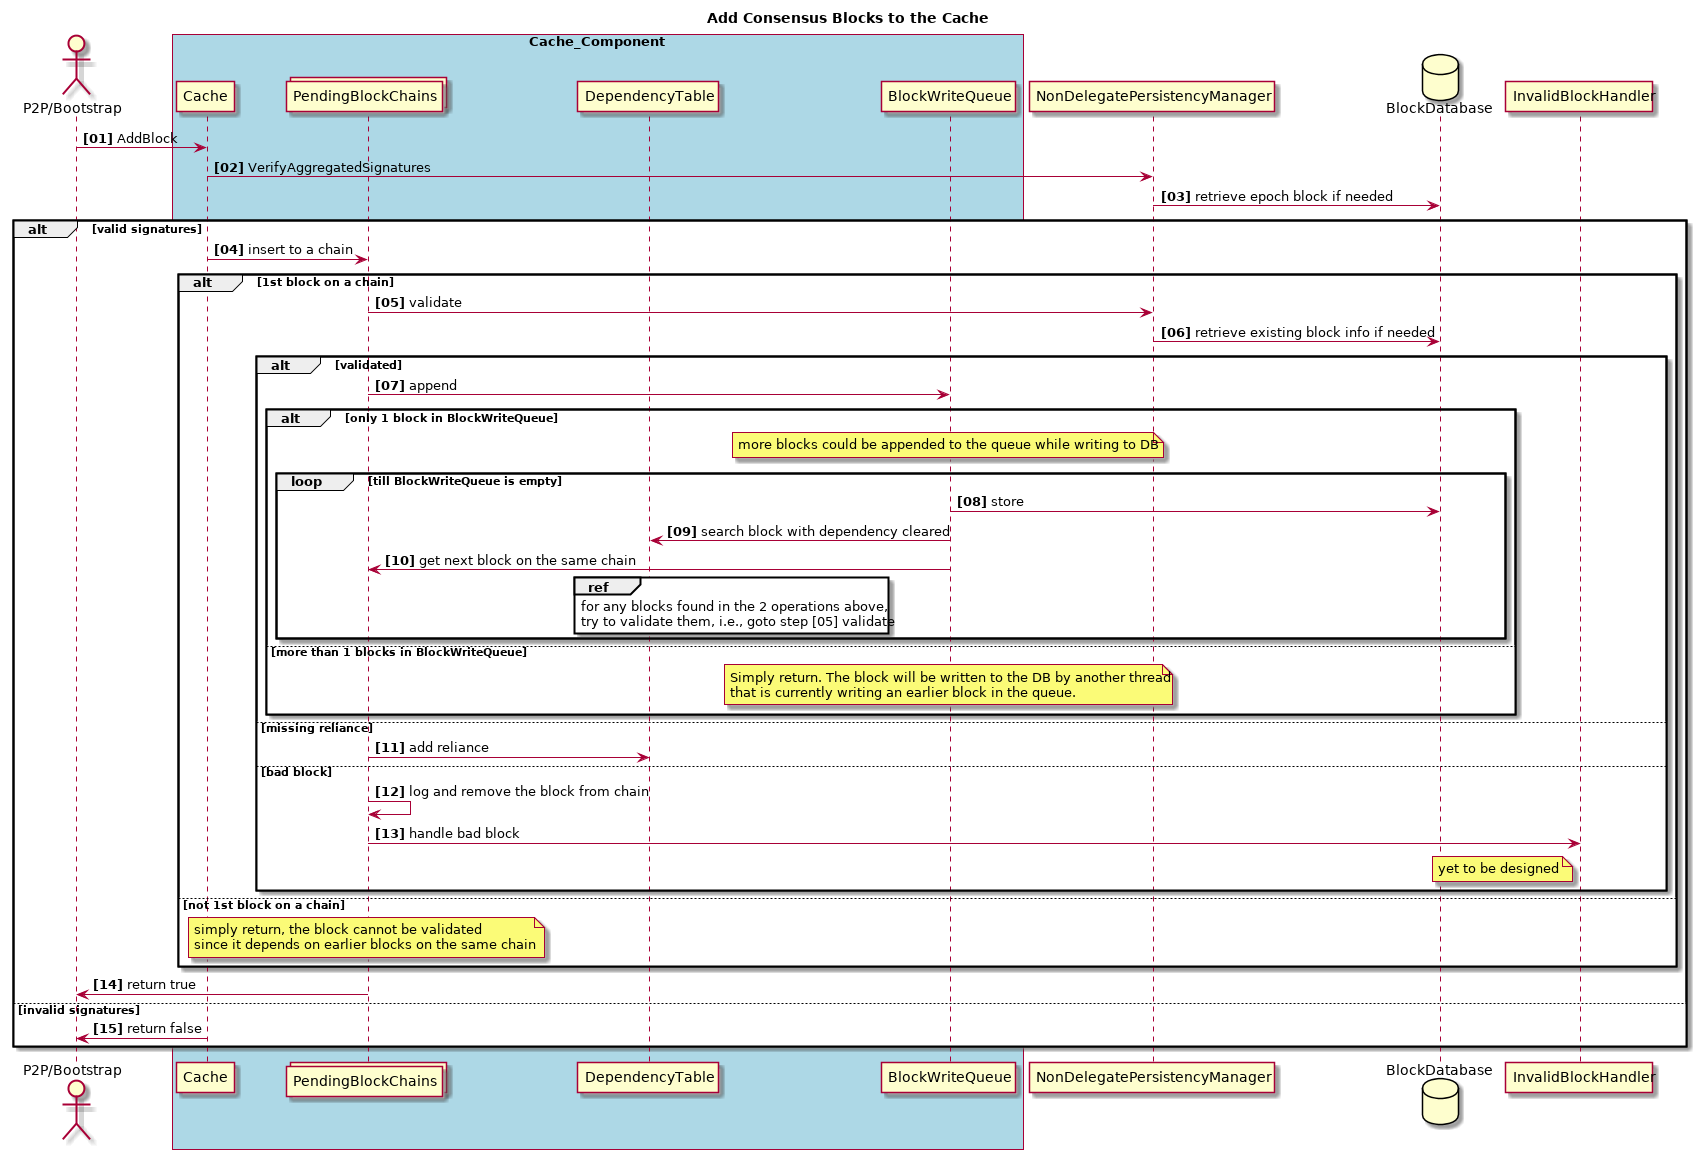 Add Consensus Blocks to the Cache
Cache_Component
P2P/Bootstrap
Cache
PendingBlockChains
DependencyTable
BlockWriteQueue
NonDelegatePersistencyManager
BlockDatabase
InvalidBlockHandler
[01] AddBlock
[02] VerifyAggregatedSignatures
[03] retrieve epoch block if needed
alt [valid signatures]
[04] insert to a chain
alt [1st block on a chain]
[05] validate
[06] retrieve existing block info if needed
alt [validated]
[07] append
alt [only 1 block in BlockWriteQueue]
more blocks could be appended to the queue while writing to DB
loop [till BlockWriteQueue is empty]
[08] store
[09] search block with dependency cleared
[10] get next block on the same chain
ref
for any blocks found in the 2 operations above,
try to validate them, i.e., goto step [05] validate
[more than 1 blocks in BlockWriteQueue]
Simply return. The block will be written to the DB by another thread
that is currently writing an earlier block in the queue.
[missing reliance]
[11] add reliance
[bad block]
[12] log and remove the block from chain
[13] handle bad block
yet to be designed
[not 1st block on a chain]
simply return, the block cannot be validated
since it depends on earlier blocks on the same chain
[14] return true
[invalid signatures]
[15] return false
P2P/Bootstrap
Cache
PendingBlockChains
DependencyTable
BlockWriteQueue
NonDelegatePersistencyManager
BlockDatabase
InvalidBlockHandler